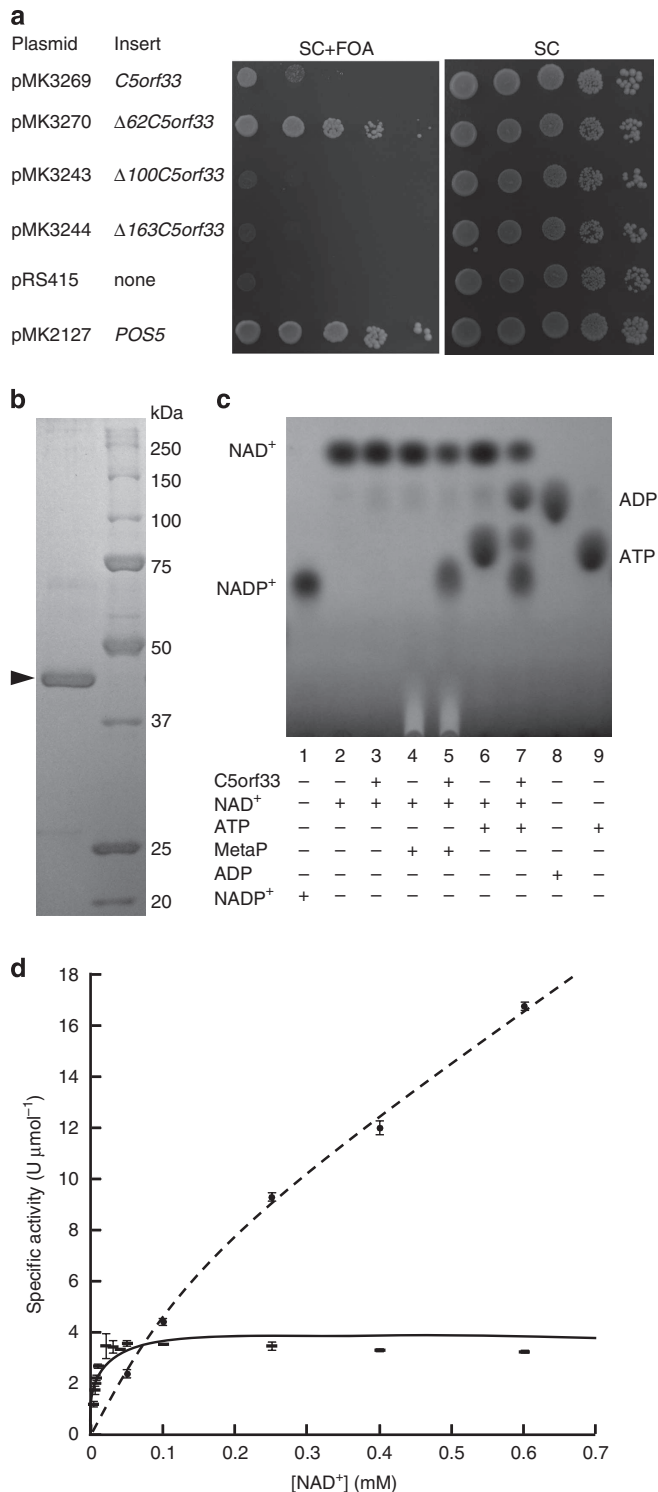 a
Plasmid Insert SC+FOA SC
pMK3269 C5orf33
pMK3270 Δ62C5orf33
pMK3243 Δ100C5orf33
pMK3244 Δ163C5orf33
pRS415 none
pMK2127 POS5
b
kDa
250
150
100
75
50
37
25
20
c
NAD⁺
ADP
ATP
NADP⁺
1 2 3 4 5 6 7 8 9
C5orf33 – – + – + – + – –
NAD⁺ – + + + + + + – –
ATP – – – – – + + – +
MetaP – – – + + – – – –
ADP – – – – – – – + –
NADP⁺ + – – – – – – – –
d
Specific activity (U μmol⁻¹)
18
16
14
12
10
8
6
4
2
0
0 0.1 0.2 0.3 0.4 0.5 0.6 0.7
[NAD⁺] (mM)